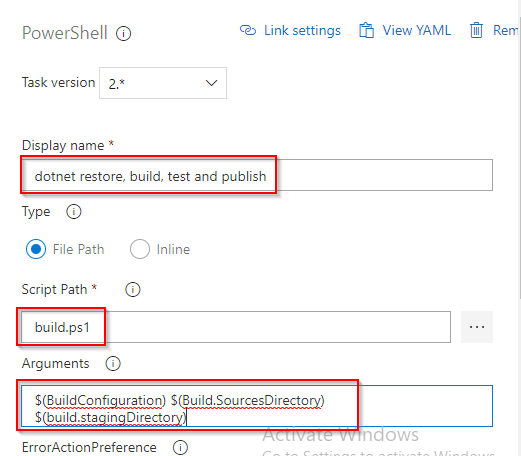 PowerShell
Link settings
View YAML
Rem
Task version
2.*
Display name *
dotnet restore, build, test and publish
Type
File Path
Inline
Script Path *
build.ps1
...
Arguments
$(BuildConfiguration) $(Build.SourcesDirectory)
$(build.stagingDirectory)
Activate Windows
ErrorActionPreference
Go to Settings to activate Windows